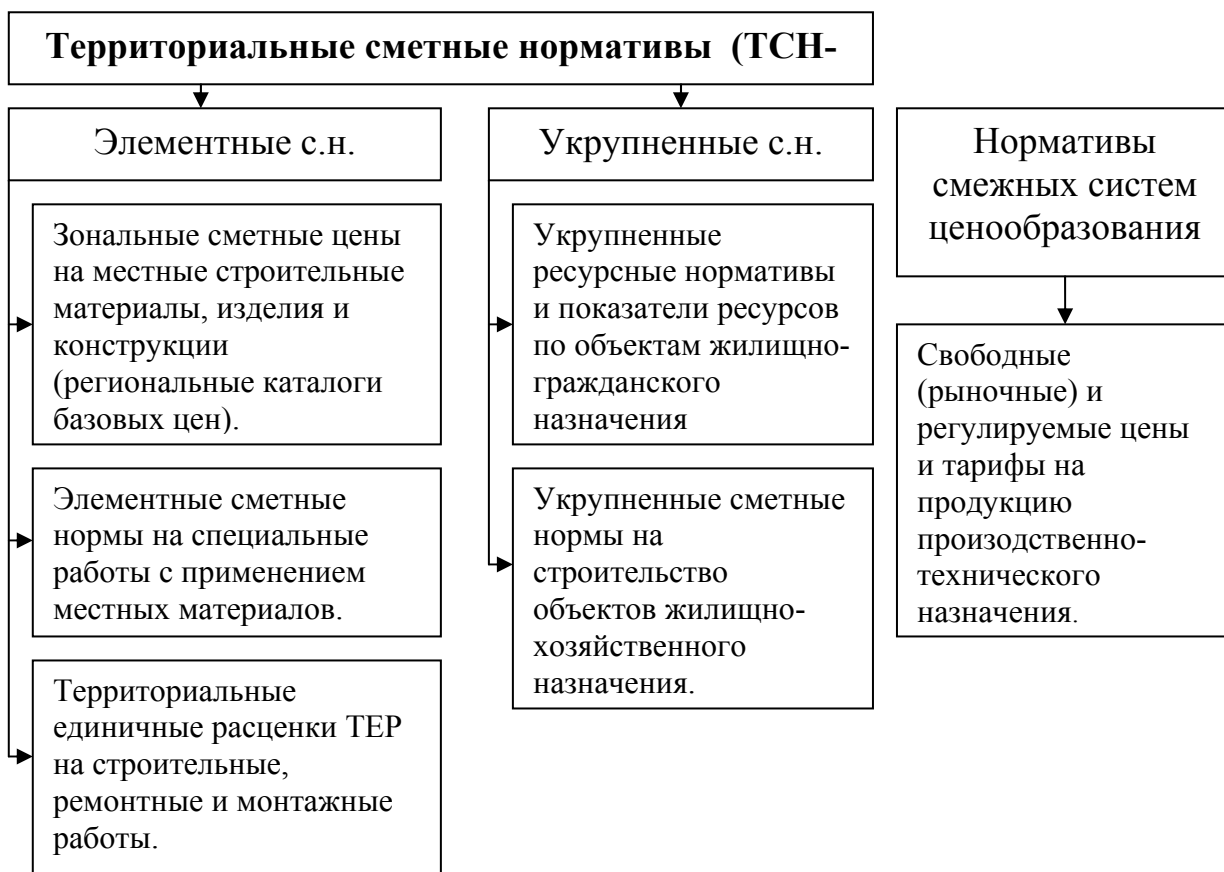 Территориальные сметные нормативы (ТСН-
Элементные с.н.
Зональные сметные цены
на местные строительные
материалы, изделия и
конструкции
(региональные каталоги
базовых цен).
Элементные сметные
нормы на специальные
работы с применением
местных материалов.
Территориальные
единичные расценки ТЕР
на строительные,
ремонтные и монтажные
работы.
Укрупненные с.н.
Укрупненные
ресурсные нормативы
и показатели ресурсов
по объектам жилищно-
гражданского
назначения
Укрупненные сметные
нормы на
строительство
объектов жилищно-
хозяйственного
назначения.
Нормативы
смежных систем
ценообразования
Свободные
(рыночные) и
регулируемые цены
и тарифы на
продукцию
произодственно-
технического
назначения.